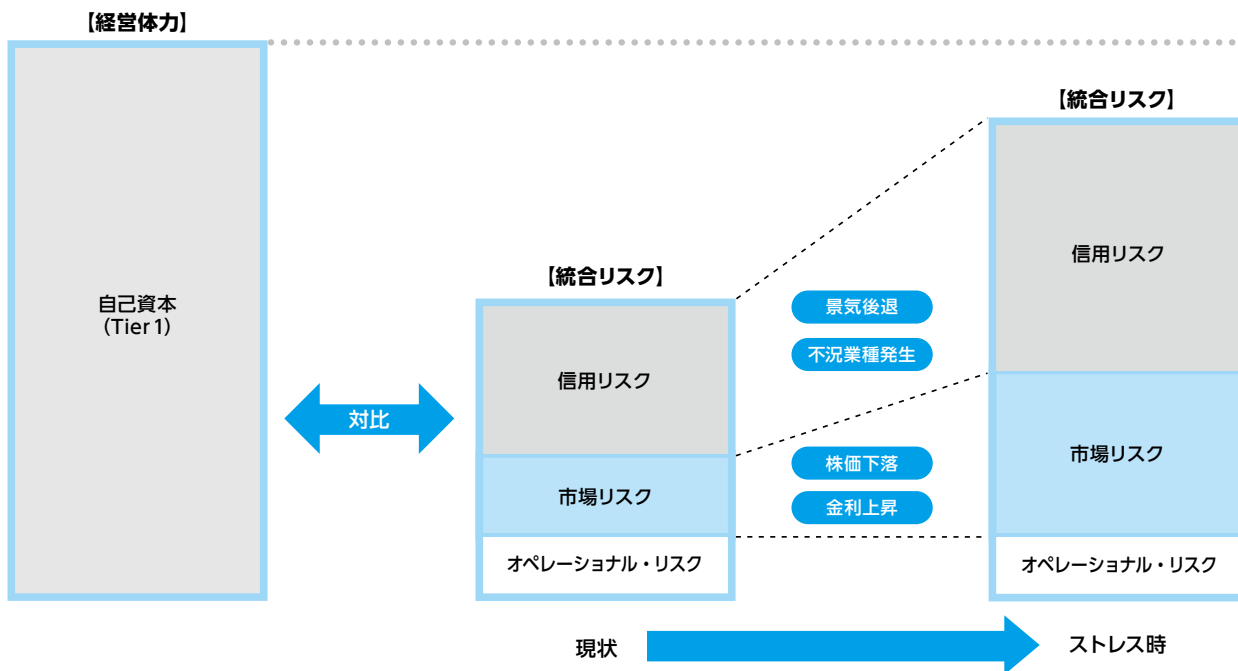 【経営体力】
自己資本
（Tier 1）
対比
【統合リスク】
信用リスク
市場リスク
オペレーショナル・リスク
景気後退
不況業種発生
株価下落
金利上昇
【統合リスク】
信用リスク
市場リスク
オペレーショナル・リスク
現状
ストレス時